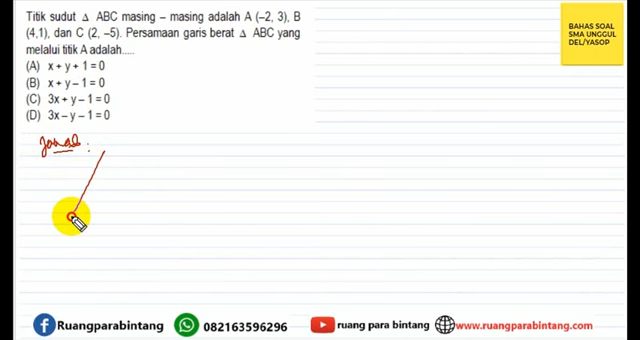 Titik sudut Δ ABC masing – masing adalah A (–2, 3), B
(4,1), dan C (2, –5). Persamaan garis berat Δ ABC yang
melalui titik A adalah.....
(A) x + y + 1 = 0
(B) x + y – 1 = 0
(C) 3x + y – 1 = 0
(D) 3x – y – 1 = 0
Jawab :
BAHAS SOAL
SMA UNGGUL
DEL/YASOP
Ruangparabintang
082163596296
ruang para bintang
www.ruangparabintang.com